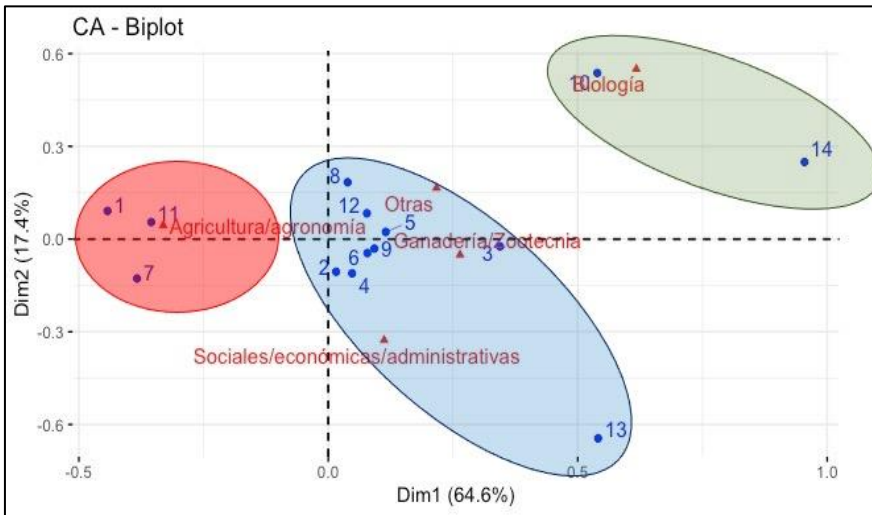 CA - Biplot
0.6
10
Biología
0.3
14
8
Otras
12
1
11
Agricultura/agronomía
5
0.0
Ganadería/Zootecnia
6
9
3
2
4
7
-0.3
Sociales/económicas/administrativas
-0.6
13
-0.5
0.0
0.5
1.0
Dim1 (64.6%)
Dim2 (17.4%)